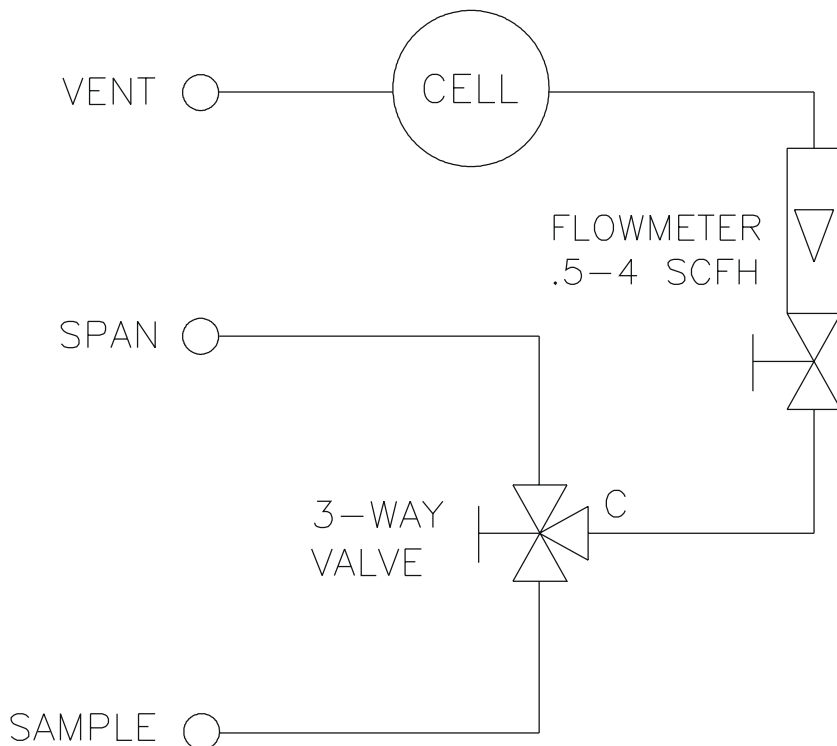 VENT
CELL
FLOWMETER
.5-4 SCFH
SPAN
3-WAY
VALVE
C
SAMPLE